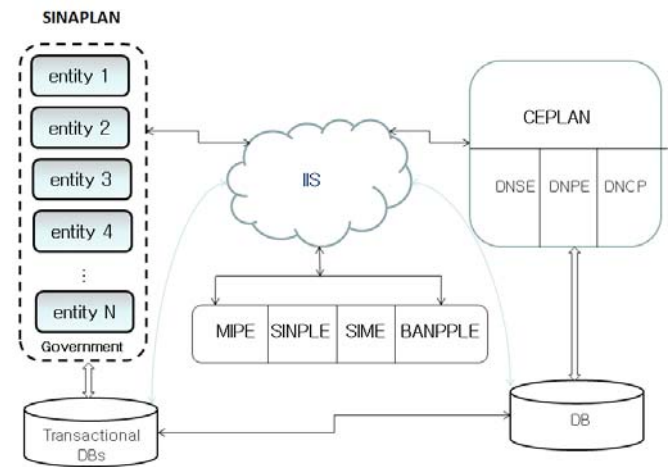 SINAPLAN
entity 1
entity 2
entity 3
entity 4
⋮
entity N
Government
Transactional
DBs
IIS
MIPE SINPLE SIME BANPPLE
CEPLAN
DNSE DNPE DNCP
DB